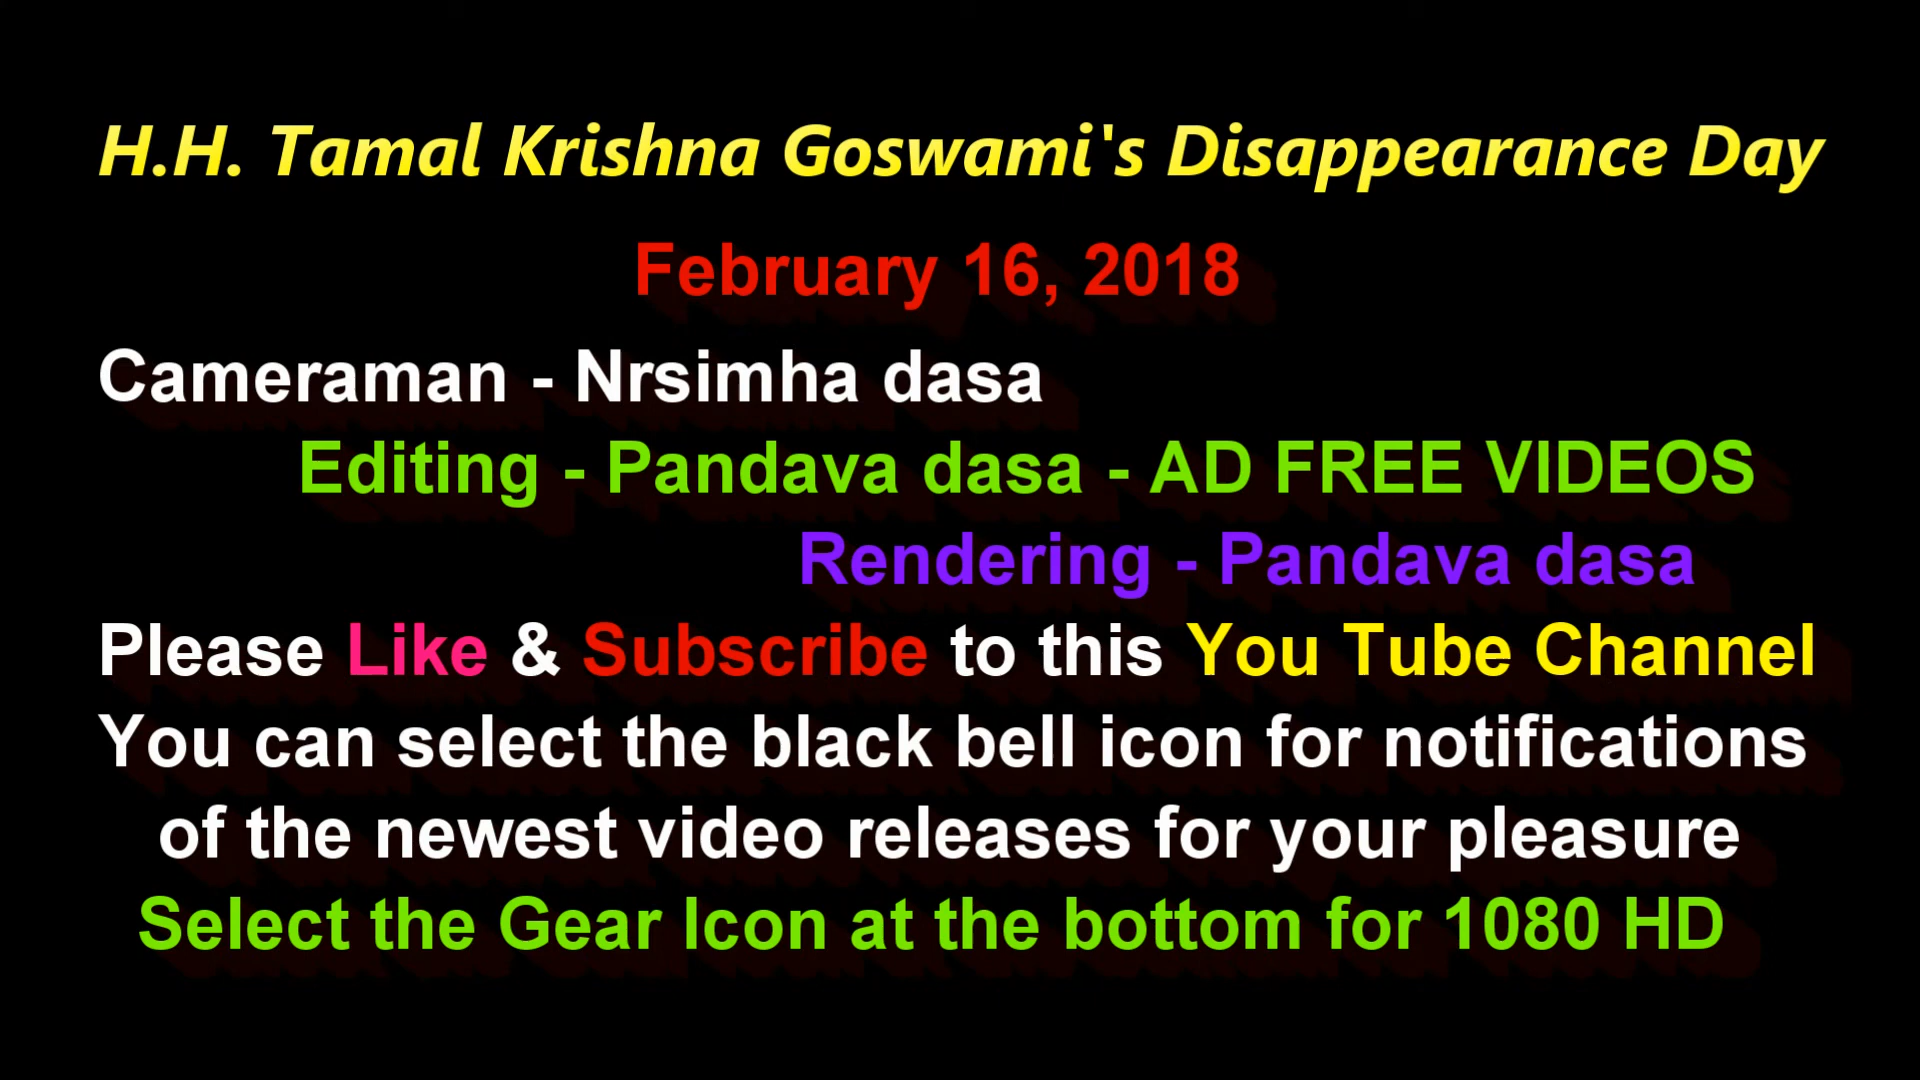 H.H. Tamal Krishna Goswami's Disappearance Day
February 16, 2018
Cameraman - Nrsimha dasa
Editing - Pandava dasa - AD FREE VIDEOS
Rendering - Pandava dasa
Please Like & Subscribe to this You Tube Channel
You can select the black bell icon for notifications
of the newest video releases for your pleasure
Select the Gear Icon at the bottom for 1080 HD